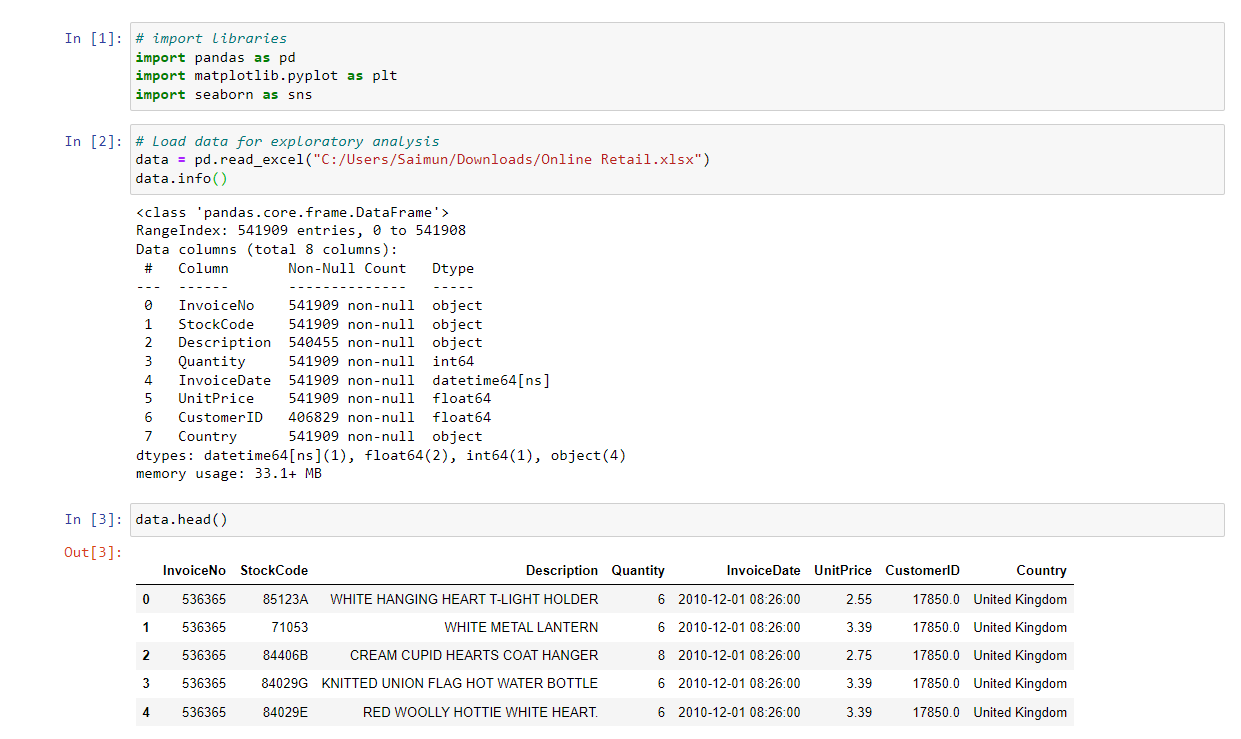 In [1]: # import libraries
import pandas as pd
import matplotlib.pyplot as plt
import seaborn as sns
In [2]: # Load data for exploratory analysis
data = pd.read_excel("C:/Users/Saimun/Downloads/Online Retail.xlsx")
data.info()
<class 'pandas.core.frame.DataFrame'>
RangeIndex: 541909 entries, 0 to 541908
Data columns (total 8 columns):
 #   Column       Non-Null Count   Dtype
---  ------       --------------   -----
 0   InvoiceNo    541909 non-null  object
 1   StockCode    541909 non-null  object
 2   Description  540455 non-null  object
 3   Quantity     541909 non-null  int64
 4   InvoiceDate  541909 non-null  datetime64[ns]
 5   UnitPrice    541909 non-null  float64
 6   CustomerID   406829 non-null  float64
 7   Country      541909 non-null  object
dtypes: datetime64[ns](1), float64(2), int64(1), object(4)
memory usage: 33.1+ MB
In [3]: data.head()
Out[3]:
InvoiceNo StockCode Description Quantity InvoiceDate UnitPrice CustomerID Country
0 536365 85123A WHITE HANGING HEART T-LIGHT HOLDER 6 2010-12-01 08:26:00 2.55 17850.0 United Kingdom
1 536365 71053 WHITE METAL LANTERN 6 2010-12-01 08:26:00 3.39 17850.0 United Kingdom
2 536365 84406B CREAM CUPID HEARTS COAT HANGER 8 2010-12-01 08:26:00 2.75 17850.0 United Kingdom
3 536365 84029G KNITTED UNION FLAG HOT WATER BOTTLE 6 2010-12-01 08:26:00 3.39 17850.0 United Kingdom
4 536365 84029E RED WOOLLY HOTTIE WHITE HEART. 6 2010-12-01 08:26:00 3.39 17850.0 United Kingdom